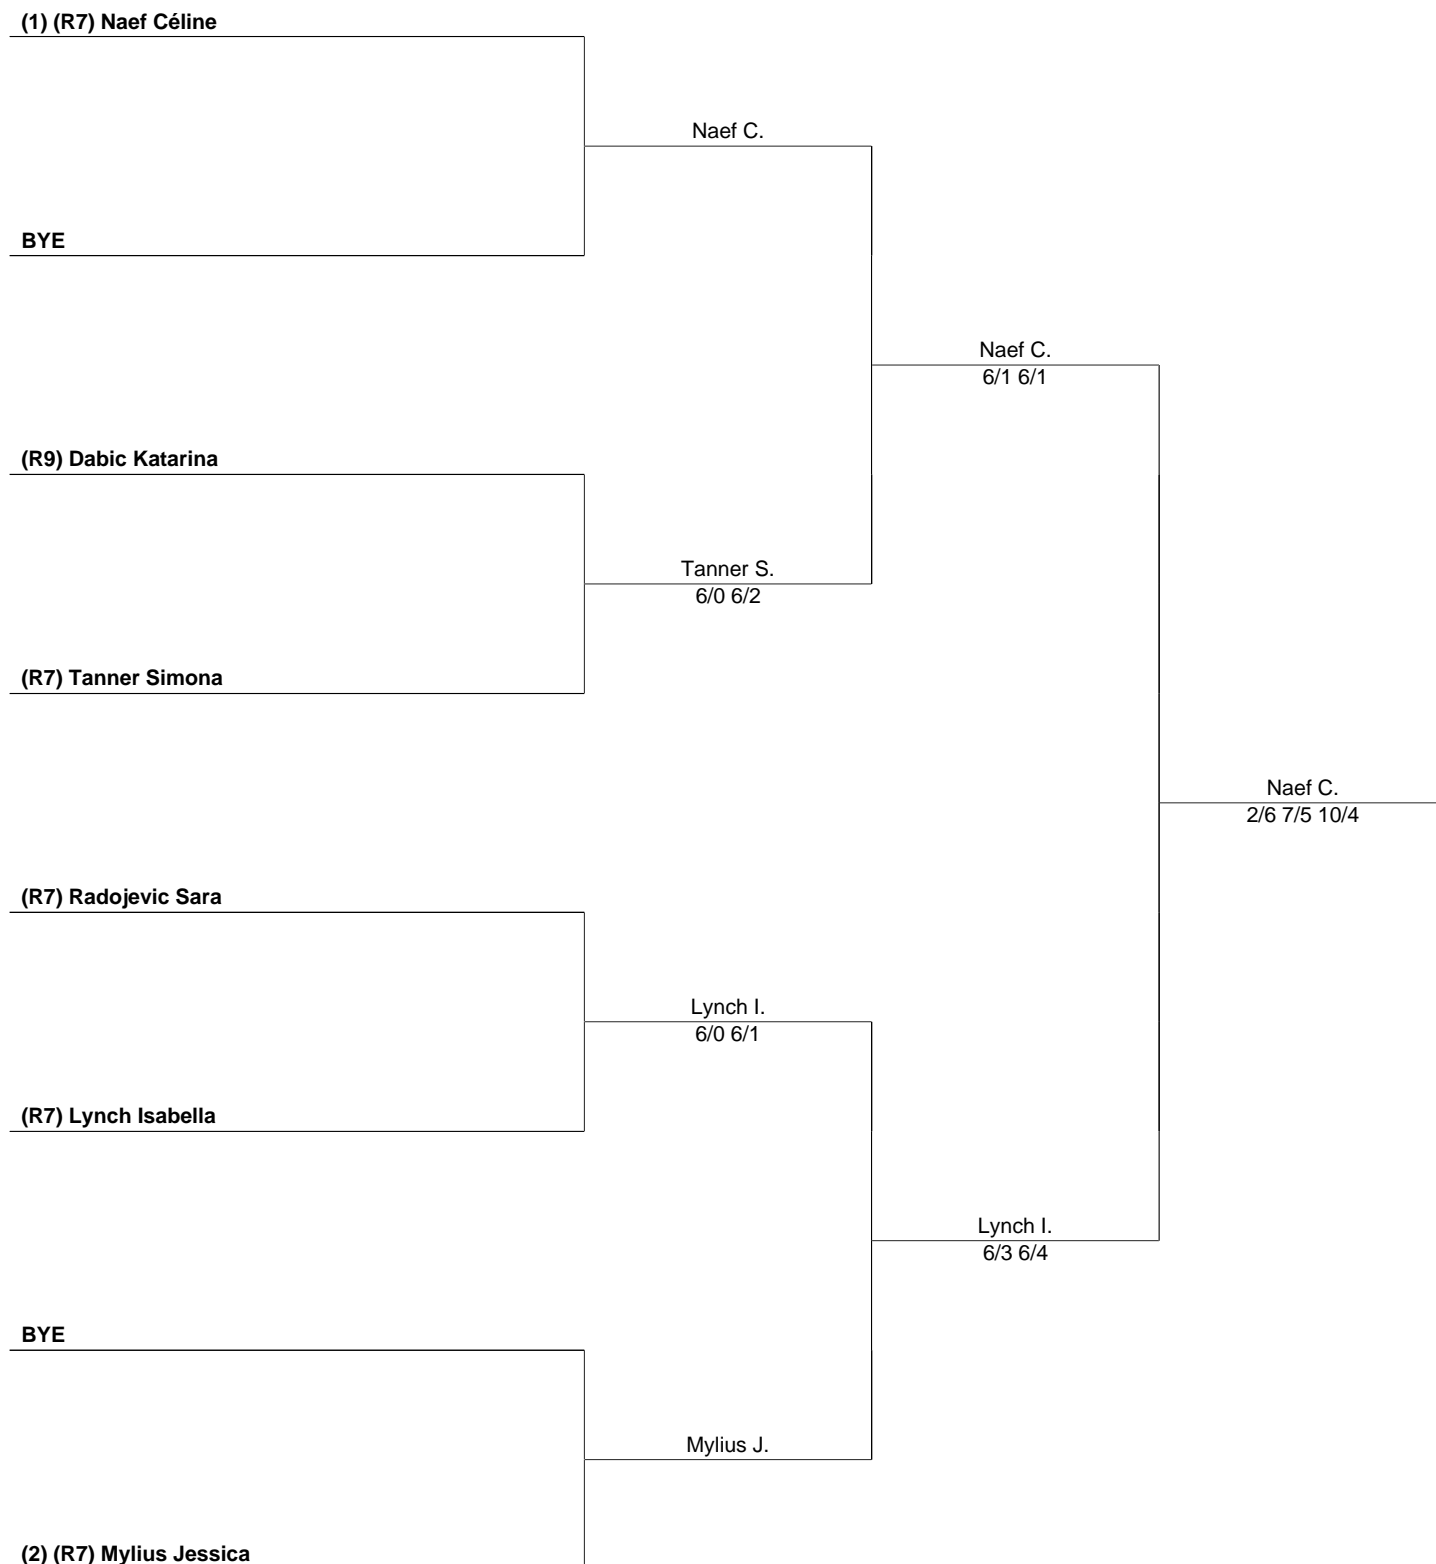 (1) (R7) Naef Céline
Naef C.
BYE
Naef C.
6/1 6/1
(R9) Dabic Katarina
Tanner S.
6/0 6/2
(R7) Tanner Simona
Naef C.
2/6 7/5 10/4
(R7) Radojevic Sara
Lynch I.
6/0 6/1
(R7) Lynch Isabella
Lynch I.
6/3 6/4
BYE
Mylius J.
(2) (R7) Mylius Jessica